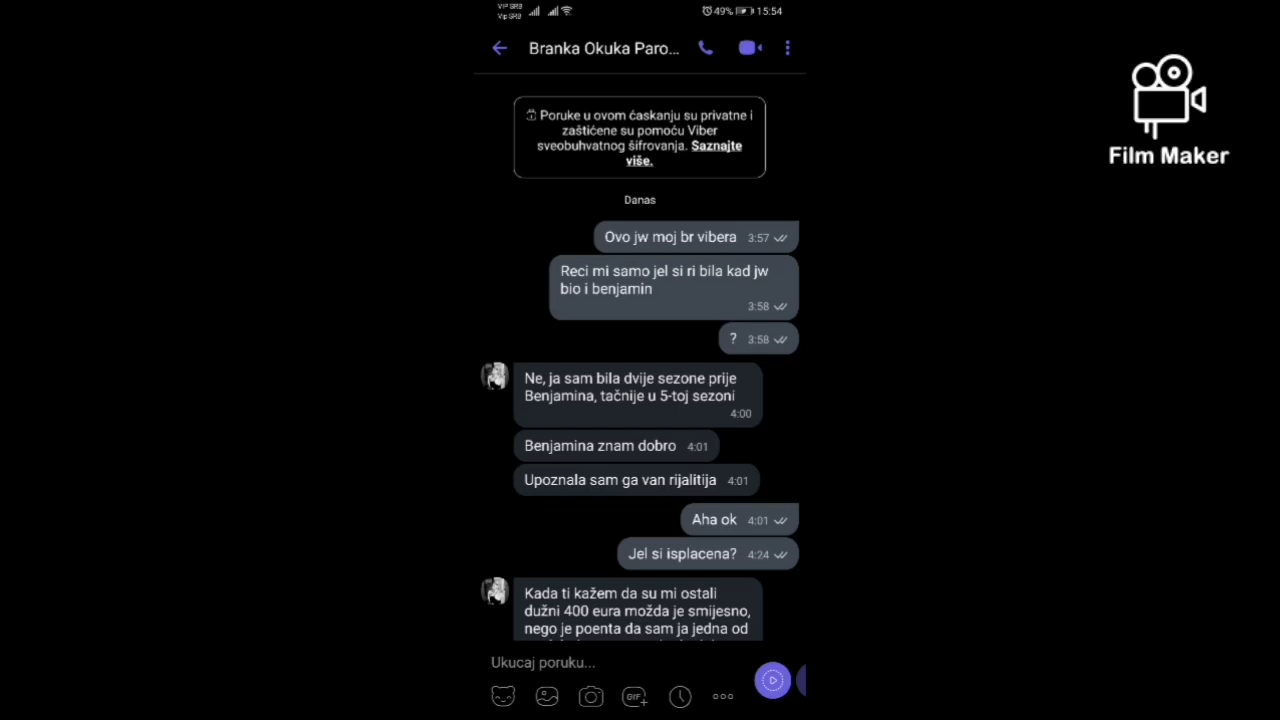 VIP SRB
Vip SRB
49%
15:54
Branka Okuka Paro...
Poruke u ovom ćaskanju su privatne i
zaštićene su pomoću Viber
sveobuhvatnog šifrovanja. Saznajte
više.
Danas
Ovo jw moj br vibera 3:57
Reci mi samo jel si ri bila kad jw
bio i benjamin
3:58
? 3:58
Ne, ja sam bila dvije sezone prije
Benjamina, tačnije u 5-toj sezoni
4:00
Benjamina znam dobro 4:01
Upoznala sam ga van rijalitija 4:01
Aha ok 4:01
Jel si isplacena? 4:24
Kada ti kažem da su mi ostali
dužni 400 eura možda je smiješno,
nego je poenta da sam ja jedna od
Ukucaj poruku...
GIF
Film Maker